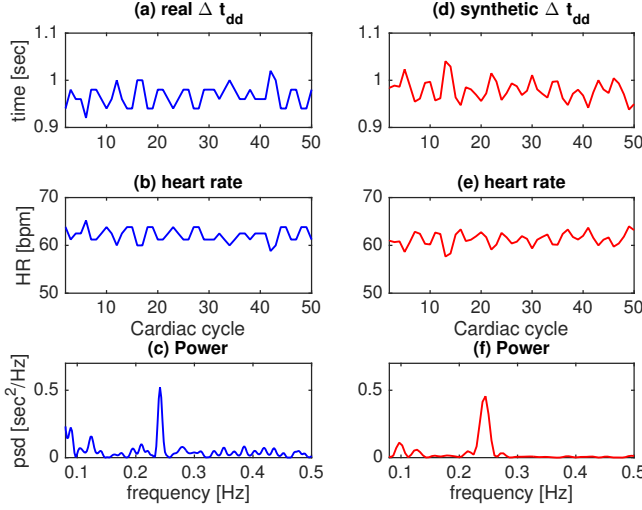 (a) real Δ t_dd
time [sec]
1.1
1
0.9
10 20 30 40 50
(d) synthetic Δ t_dd
1.1
1
0.9
10 20 30 40 50
(b) heart rate
HR [bpm]
70
60
50
10 20 30 40 50
Cardiac cycle
(e) heart rate
70
60
50
10 20 30 40 50
Cardiac cycle
(c) Power
psd [sec²/Hz]
0.5
0
0.1 0.2 0.3 0.4 0.5
frequency [Hz]
(f) Power
0.5
0
0.1 0.2 0.3 0.4 0.5
frequency [Hz]